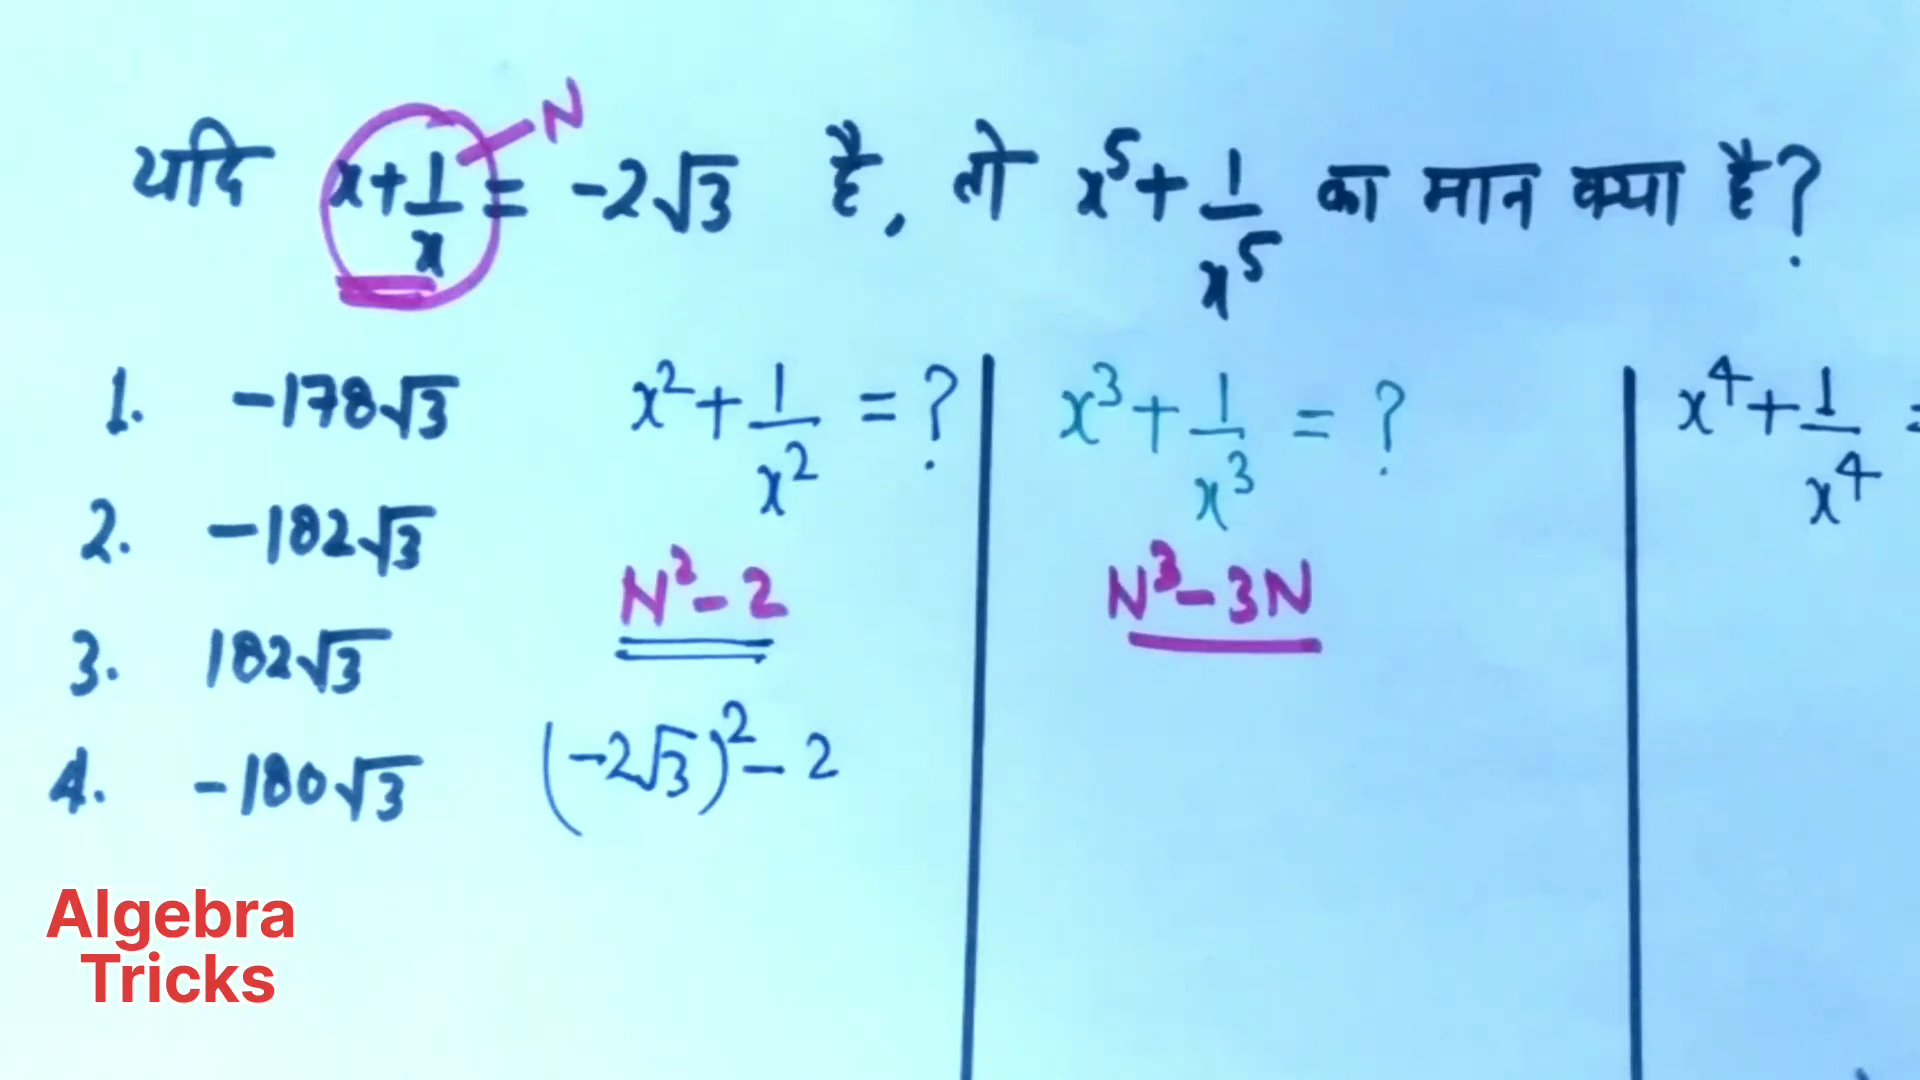 यदि x+1/x = -2√3 है, तो x⁵+1/x⁵ का मान क्या है?
N
1. -178√3
2. -182√3
3. 182√3
4. -180√3
x²+1/x² = ?
N²-2
(-2√3)²-2
x³+1/x³ = ?
N³-3N
x⁴+1/x⁴ =
Algebra
Tricks